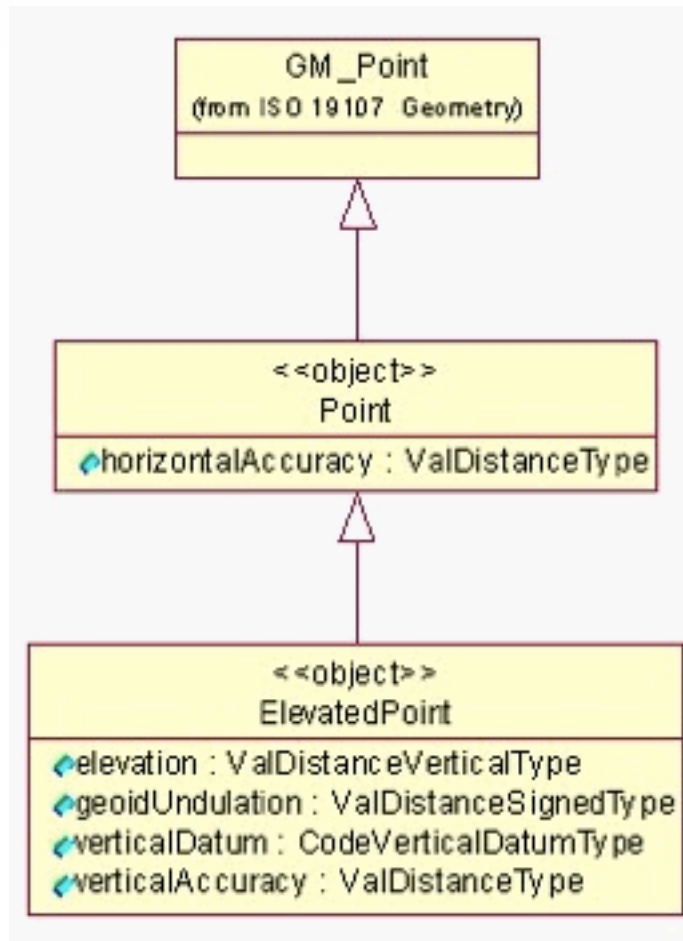 GM_Point
(from ISO 19107 Geometry)
<<object>>
Point
horizontalAccuracy : ValDistanceType
<<object>>
ElevatedPoint
elevation : ValDistanceVerticalType
geoidUndulation : ValDistanceSignedType
verticalDatum : CodeVerticalDatumType
verticalAccuracy : ValDistanceType